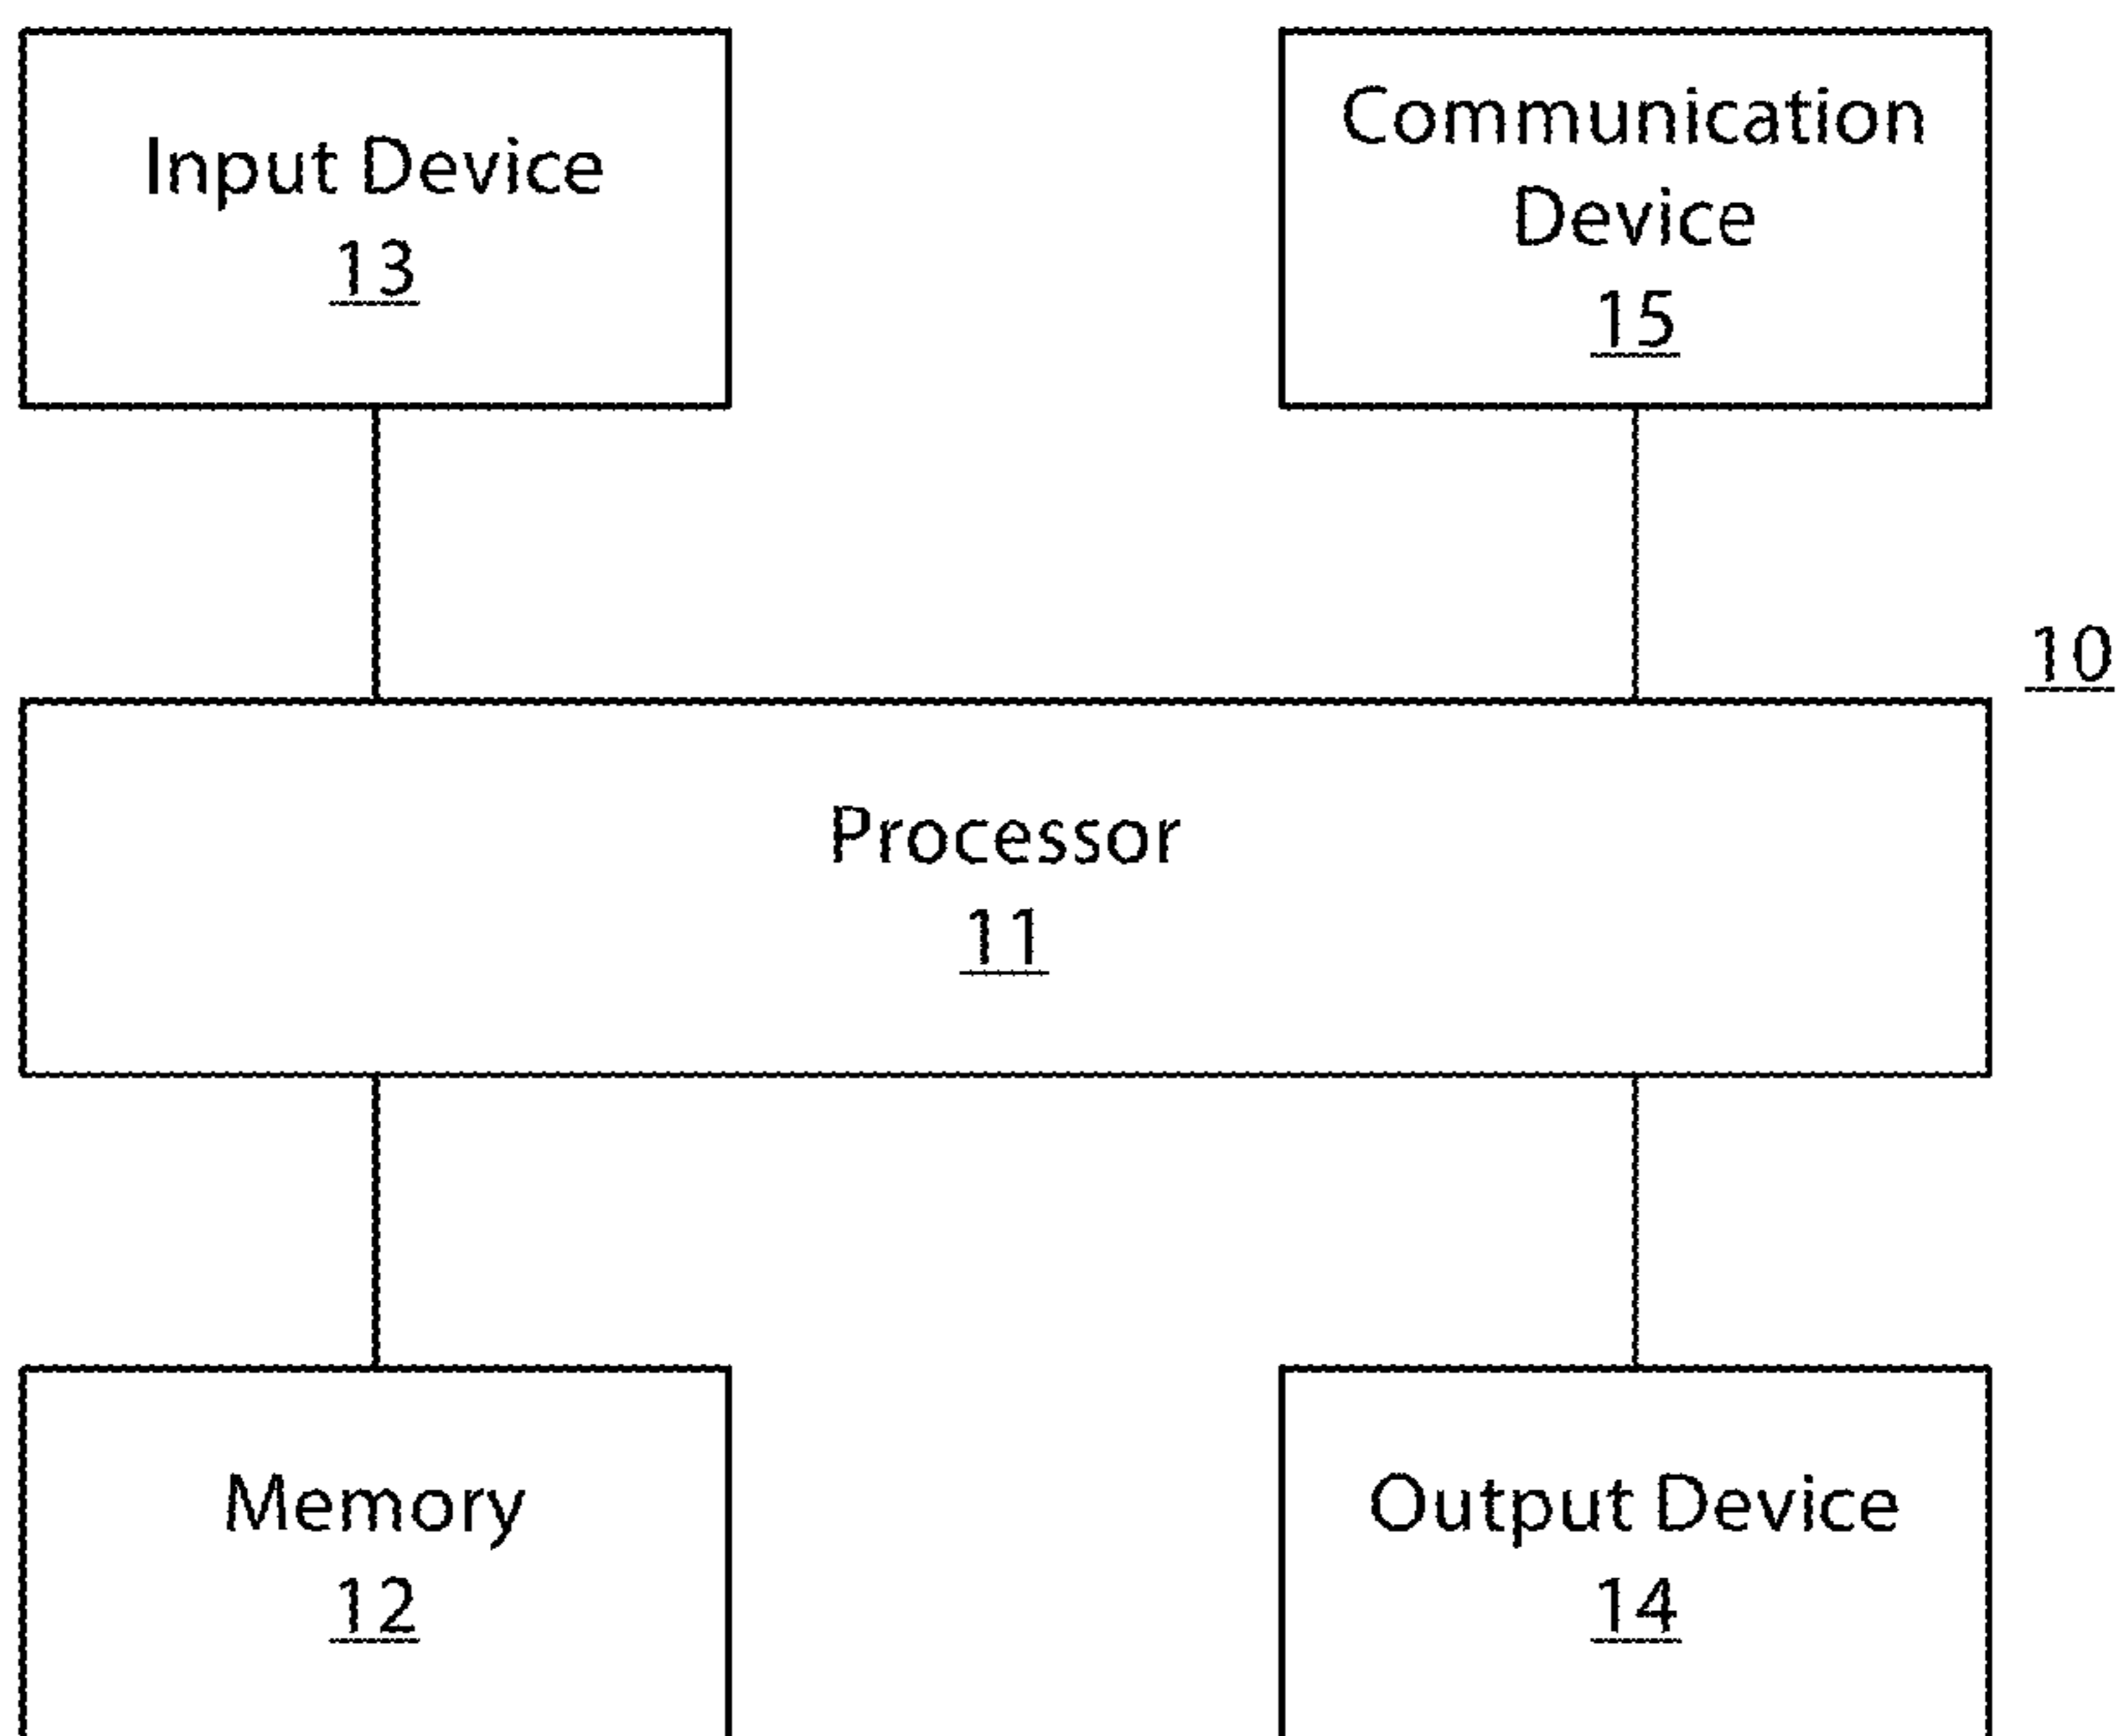 Input Device
13
Communication
Device
15
10
Processor
11
Memory
12
Output Device
14